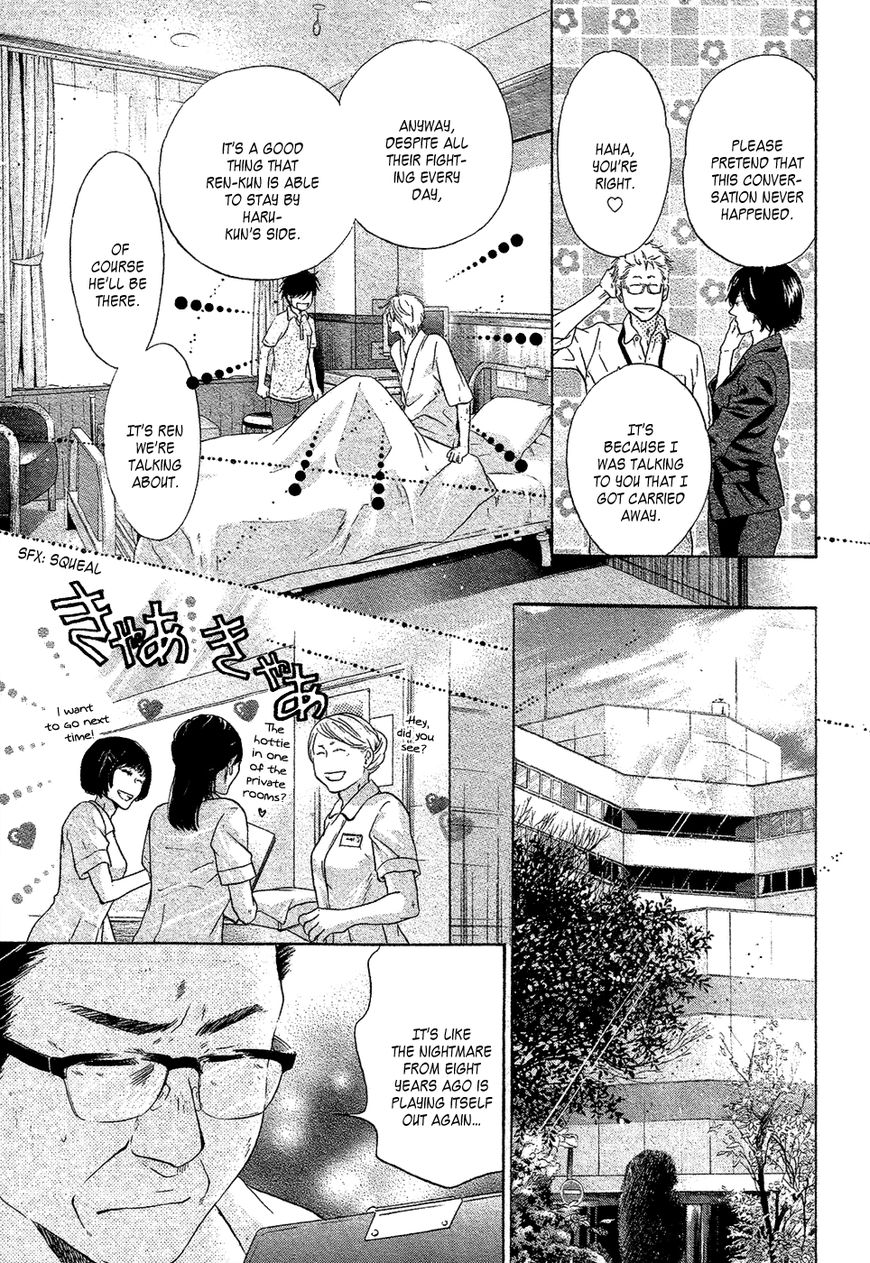 PLEASE
PRETEND THAT
THIS CONVER-
SATION NEVER
HAPPENED.
HAHA,
YOU'RE
RIGHT.
♡
IT'S
BECAUSE I
WAS TALKING
TO YOU THAT I
GOT CARRIED
AWAY.
ANYWAY,
DESPITE ALL
THEIR FIGHT-
ING EVERY
DAY,
IT'S A GOOD
THING THAT
REN-KUN IS ABLE
TO STAY BY
HARU-
KUN'S SIDE.
OF
COURSE
HE'LL BE
THERE.
IT'S REN
WE'RE
TALKING
ABOUT.
SFX: SQUEAL
きゃあ
きゃあ
Hey,
did you
see?
The
hottie
in one
of the
private
rooms?
♥
I want
to go next
time!
IT'S LIKE
THE NIGHTMARE
FROM EIGHT
YEARS AGO IS
PLAYING ITSELF
OUT AGAIN...